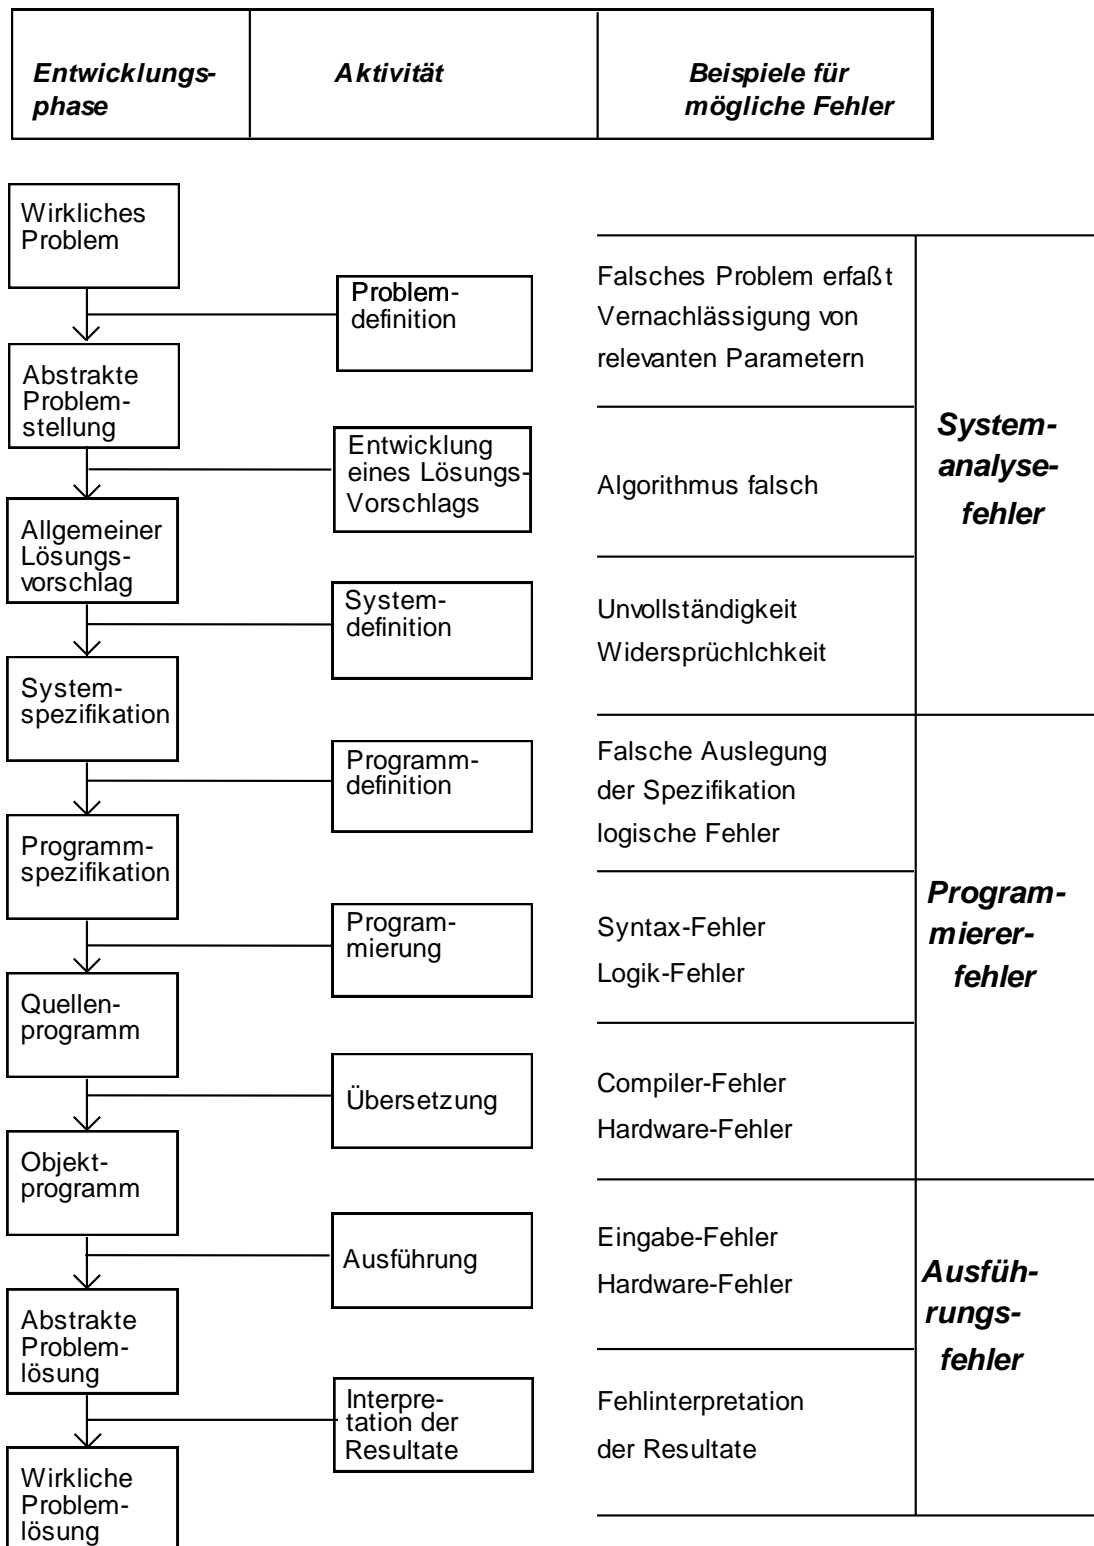 Entwicklungs-
phase
Aktivität
Beispiele für
mögliche Fehler
Wirkliches
Problem
Problem-
definition
Falsches Problem erfaßt
Vernachlässigung von
relevanten Parametern
Abstrakte
Problem-
stellung
Entwicklung
eines Lösungs-
Vorschlags
Algorithmus falsch
System-
analyse-
fehler
Allgemeiner
Lösungs-
vorschlag
System-
definition
Unvollständigkeit
Widersprüchlchkeit
System-
spezifikation
Programm-
definition
Falsche Auslegung
der Spezifikation
logische Fehler
Programm-
spezifikation
Program-
mierung
Syntax-Fehler
Logik-Fehler
Program-
mierer-
fehler
Quellen-
programm
Übersetzung
Compiler-Fehler
Hardware-Fehler
Objekt-
programm
Ausführung
Eingabe-Fehler
Hardware-Fehler
Ausfüh-
rungs-
fehler
Abstrakte
Problem-
lösung
Interpre-
tation der
Resultate
Fehlinterpretation
der Resultate
Wirkliche
Problem-
lösung